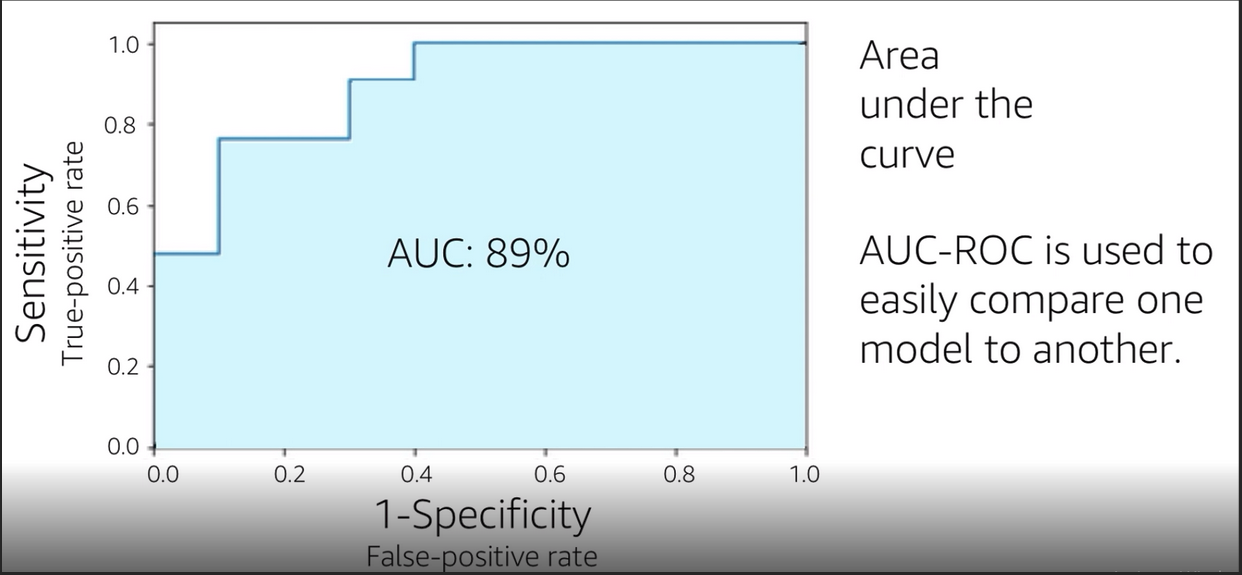 Sensitivity
True-positive rate
1.0
0.8
0.6
0.4
0.2
0.0
AUC: 89%
0.0 0.2 0.4 0.6 0.8 1.0
1-Specificity
False-positive rate
Area
under the
curve
AUC-ROC is used to
easily compare one
model to another.